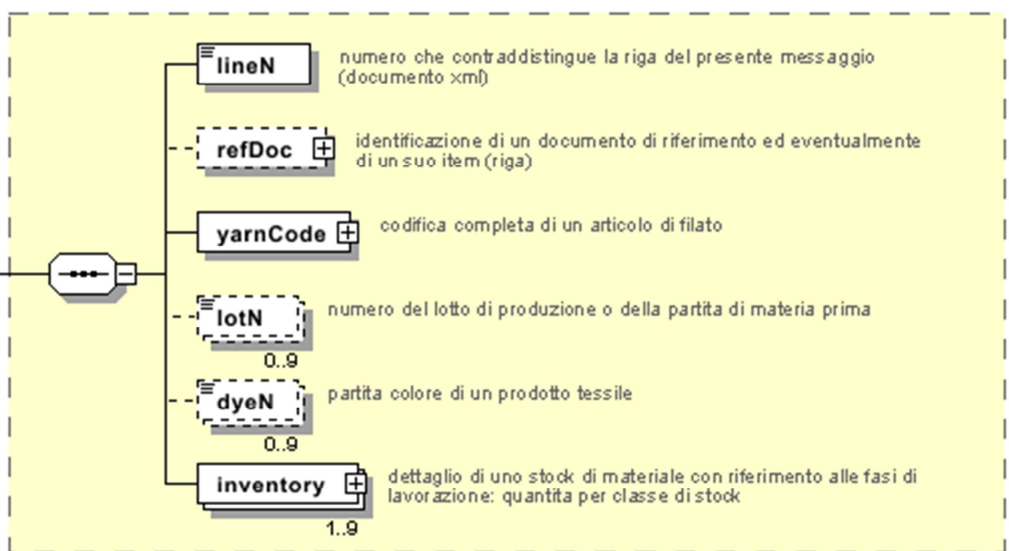 lineN
numero che contraddistingue la riga del presente messaggio
(documento xml)
refDoc
identificazione di un documento di riferimento ed eventualmente
di un suo item (riga)
yarnCode
codifica completa di un articolo di filato
lotN
numero del lotto di produzione o della partita di materia prima
0..9
dyeN
partita colore di un prodotto tessile
0..9
inventory
dettaglio di uno stock di materiale con riferimento alle fasi di
lavorazione: quantita per classe di stock
1..9